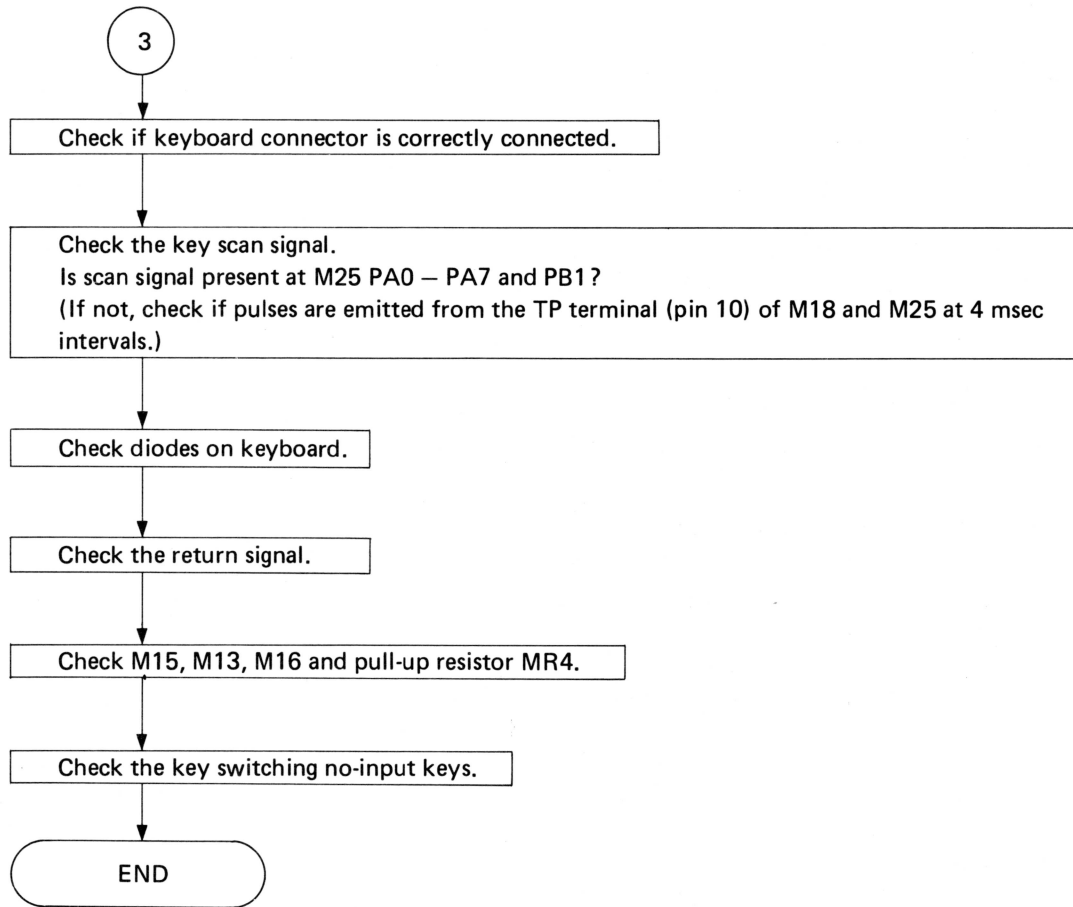 3
Check if keyboard connector is correctly connected.
Check the key scan signal.
Is scan signal present at M25 PA0 – PA7 and PB1?
(If not, check if pulses are emitted from the TP terminal (pin 10) of M18 and M25 at 4 msec
intervals.)
Check diodes on keyboard.
Check the return signal.
Check M15, M13, M16 and pull-up resistor MR4.
Check the key switching no-input keys.
END